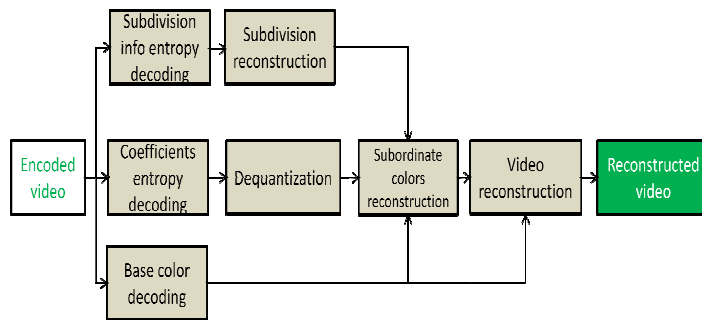 Subdivision
info entropy
decoding
Subdivision
reconstruction
Encoded
video
Coefficients
entropy
decoding
Dequantization
Subordinate
colors
reconstruction
Video
reconstruction
Reconstructed
video
Base color
decoding